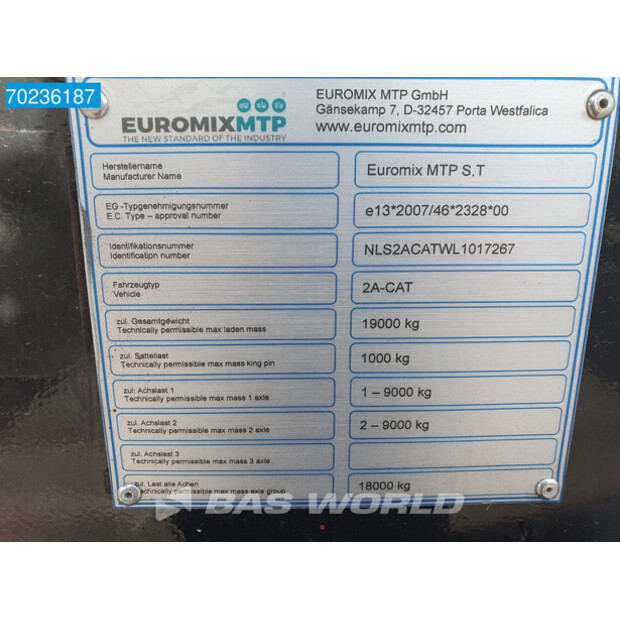 70236187
EUROMIXMTP
THE NEW STANDARD OF THE INDUSTRY
EUROMIX MTP GmbH
Gänsekamp 7, D-32457 Porta Westfalica
www.euromixmtp.com
Herstellername
Manufacturer Name
Euromix MTP S,T
EG -Typgenehmigungsnummer
E.C. Type – approval number
e13*2007/46*2328*00
Identifikationsnummer
Identification number
NLS2ACATWL1017267
Fahrzeugtyp
Vehicle
2A-CAT
zul. Gesamtgewicht
Technically permissible max laden mass
19000 kg
zul. Sattellast
Technically permissible max mass king pin
1000 kg
zul: Achslast 1
Technically permissible max mass 1 axle
1 – 9000 kg
zul. Achslast 2
Technically permissible max mass 2 axle
2 – 9000 kg
zul. Achslast 3
Technically permissible max mass 3 axle
zul. Last alle Achen
Technically permissible max mass axle group
18000 kg
BAS WORLD